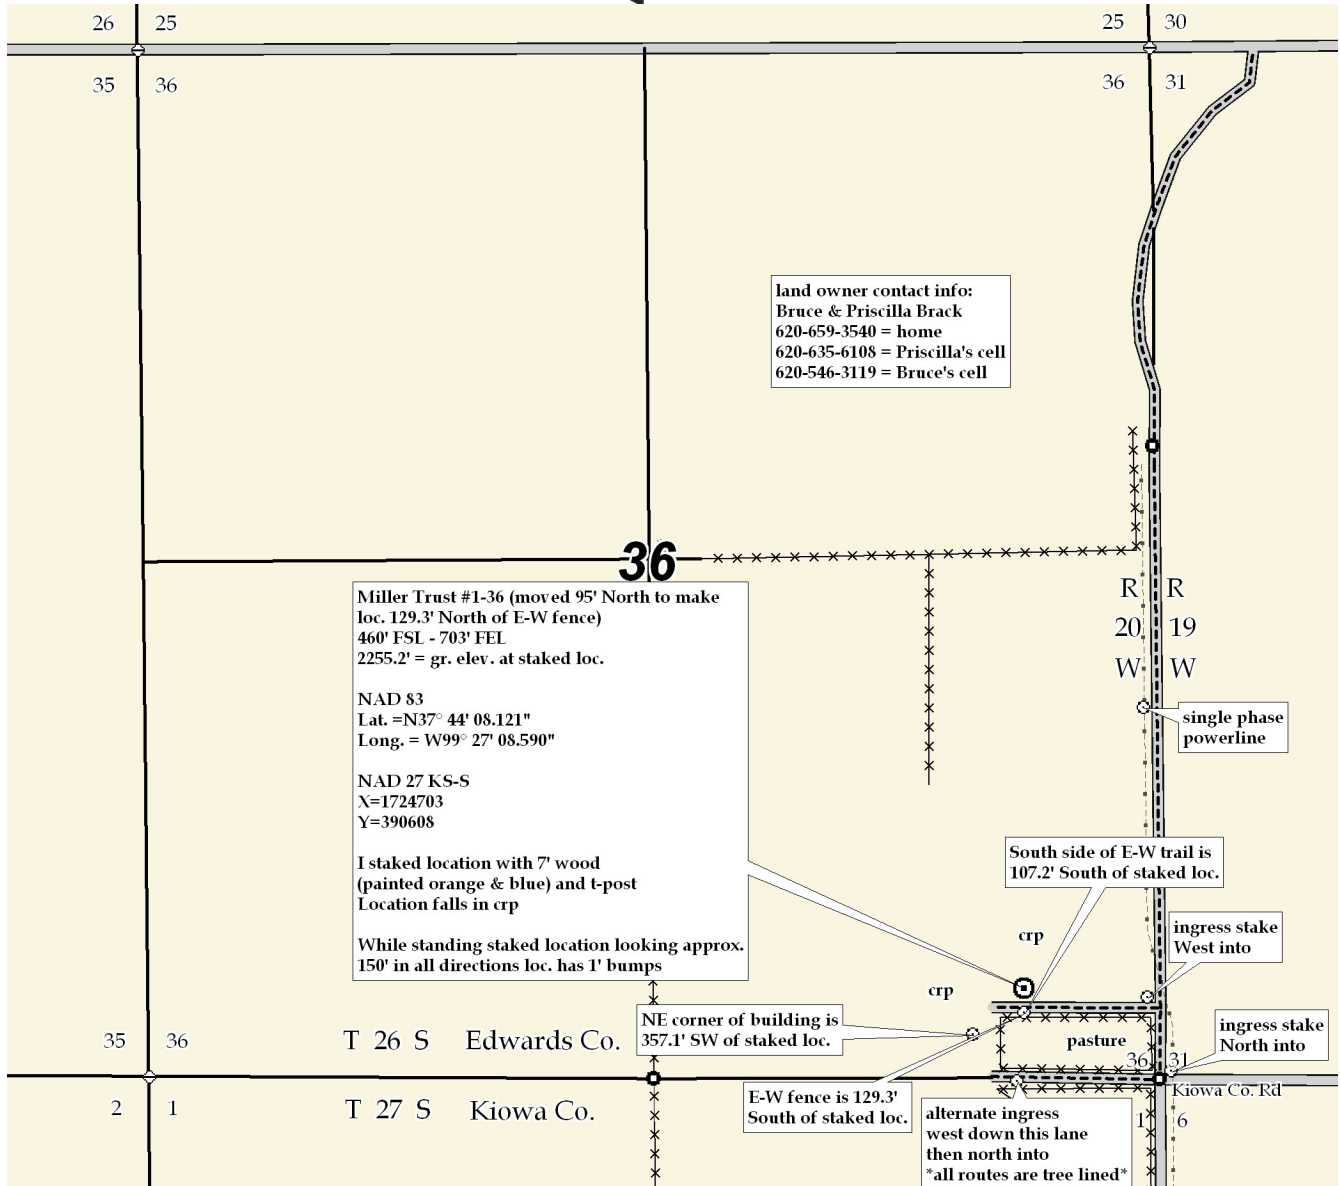 26 25
25 30
35 36
36 31
land owner contact info:
Bruce & Priscilla Brack
620-659-3540 = home
620-635-6108 = Priscilla's cell
620-546-3119 = Bruce's cell
36
Miller Trust #1-36 (moved 95' North to make
loc. 129.3' North of E-W fence)
460' FSL - 703' FEL
2255.2' = gr. elev. at staked loc.
NAD 83
Lat. =N37° 44' 08.121"
Long. = W99° 27' 08.590"
NAD 27 KS-S
X=1724703
Y=390608
I staked location with 7' wood
(painted orange & blue) and t-post
Location falls in crp
While standing staked location looking approx.
150' in all directions loc. has 1' bumps
R R
20 19
W W
single phase
powerline
South side of E-W trail is
107.2' South of staked loc.
ingress stake
West into
crp
crp
NE corner of building is
357.1' SW of staked loc.
pasture
ingress stake
North into
35 36
T 26 S Edwards Co.
36 31
Kiowa Co. Rd
2 1
T 27 S Kiowa Co.
E-W fence is 129.3'
South of staked loc.
alternate ingress
west down this lane
then north into
*all routes are tree lined*
1 6